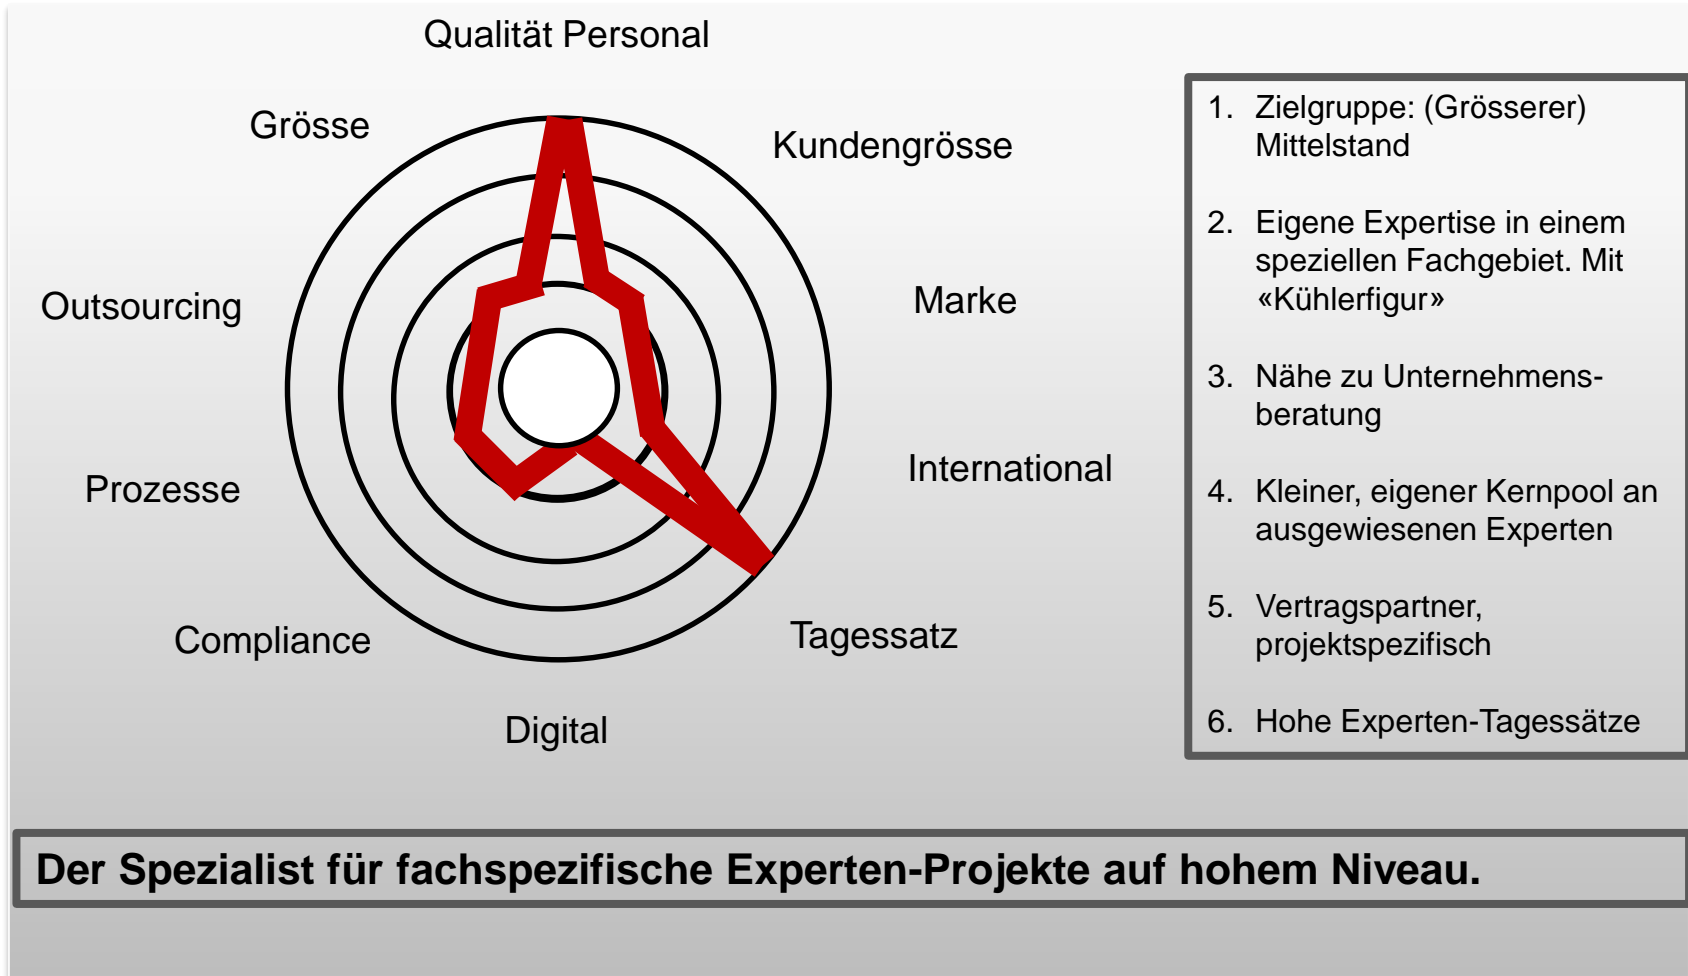 Qualität Personal
Grösse
Kundengrösse
Outsourcing
Marke
Prozesse
International
Compliance
Tagessatz
Digital
1. Zielgruppe: (Grösserer)
Mittelstand
2. Eigene Expertise in einem
speziellen Fachgebiet. Mit
«Kühlerfigur»
3. Nähe zu Unternehmens-
beratung
4. Kleiner, eigener Kernpool an
ausgewiesenen Experten
5. Vertragspartner,
projektspezifisch
6. Hohe Experten-Tagessätze
Der Spezialist für fachspezifische Experten-Projekte auf hohem Niveau.